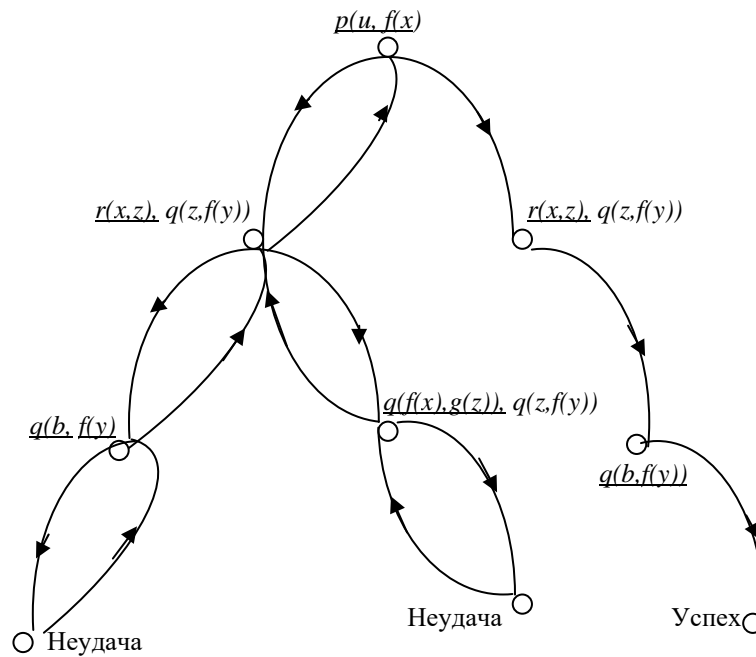 p(u, f(x)
r(x,z), q(z,f(y))
r(x,z), q(z,f(y))
q(b, f(y)
q(f(x),g(z)), q(z,f(y))
q(b,f(y))
Неудача
Неудача
Успех